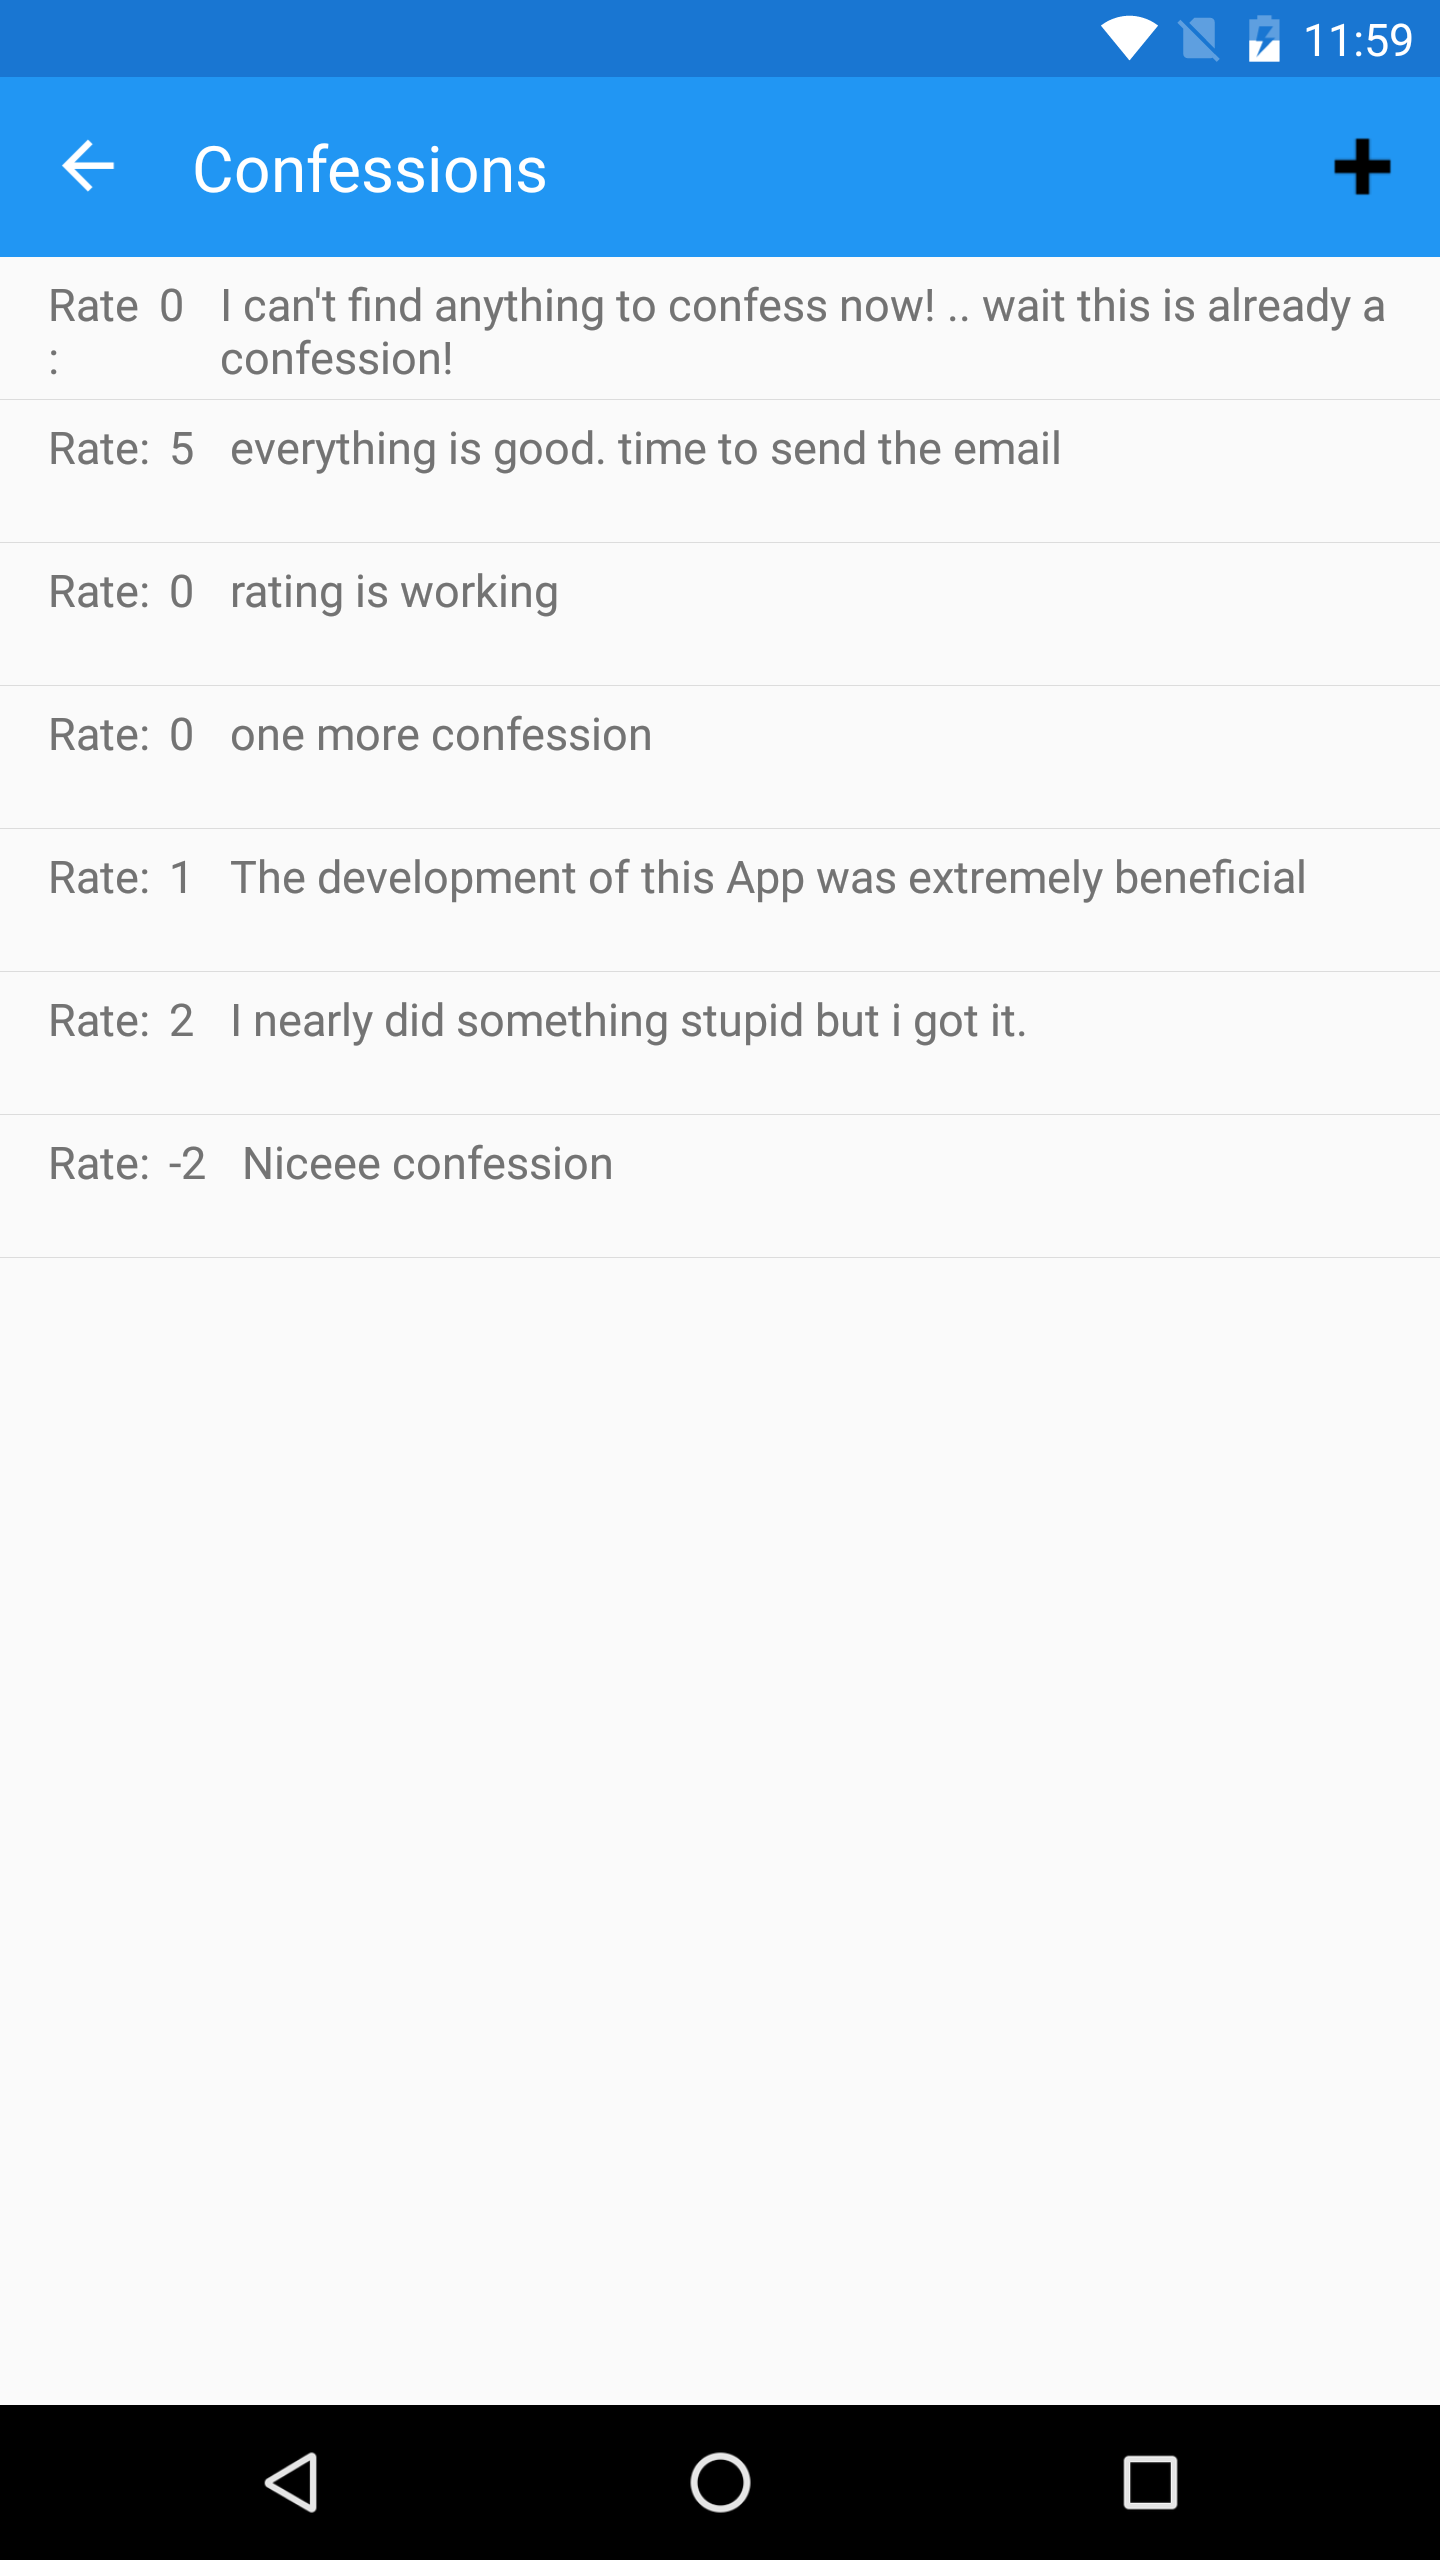 11:59
Confessions
Rate 0 I can't find anything to confess now! .. wait this is already a
: confession!
Rate: 5 everything is good. time to send the email
Rate: 0 rating is working
Rate: 0 one more confession
Rate: 1 The development of this App was extremely beneficial
Rate: 2 I nearly did something stupid but i got it.
Rate: -2 Niceee confession